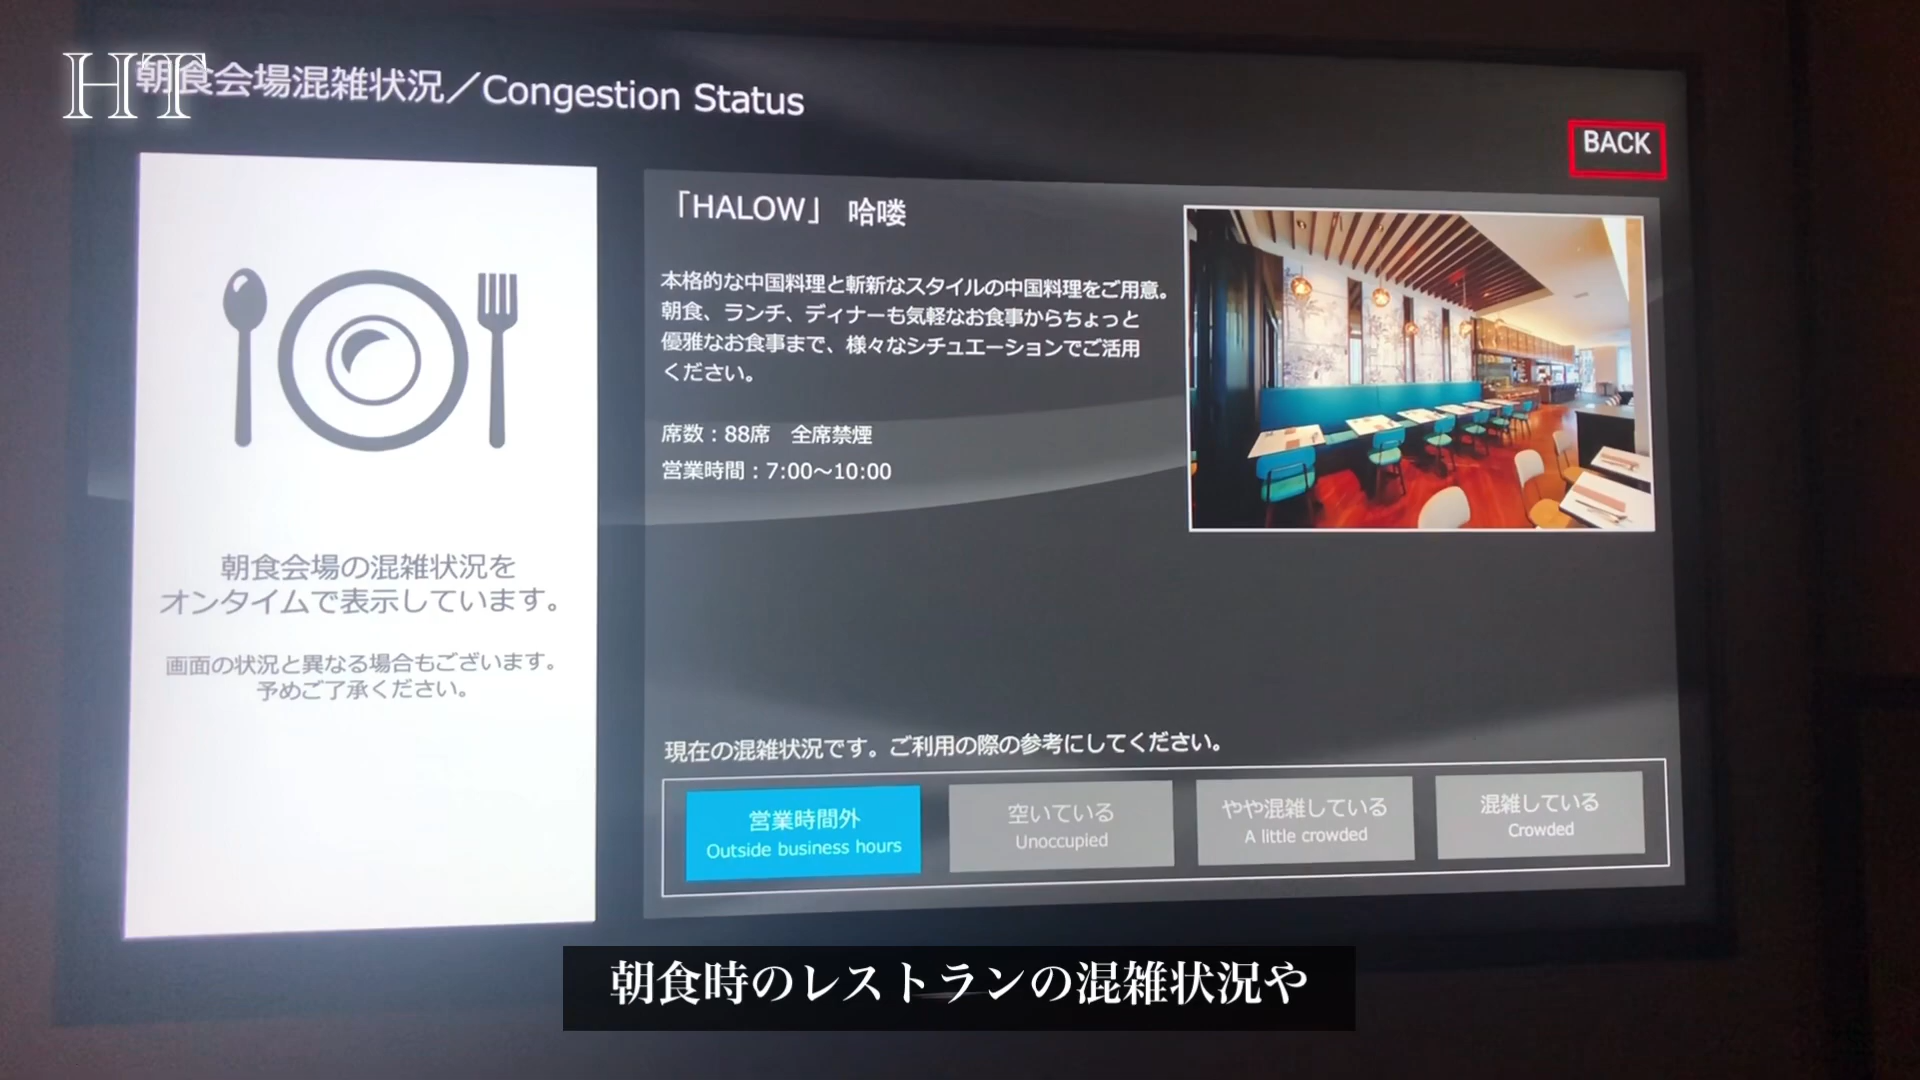 HT
朝食会場混雑状況／Congestion Status
BACK
朝食会場の混雑状況を
オンタイムで表示しています。
画面の状況と異なる場合もございます。
予めご了承ください。
「HALOW」 哈喽
本格的な中国料理と斬新なスタイルの中国料理をご用意。
朝食、ランチ、ディナーも気軽なお食事からちょっと
優雅なお食事まで、様々なシチュエーションでご活用
ください。
席数：88席 全席禁煙
営業時間：7:00～10:00
現在の混雑状況です。ご利用の際の参考にしてください。
営業時間外
Outside business hours
空いている
Unoccupied
やや混雑している
A little crowded
混雑している
Crowded
朝食時のレストランの混雑状況や